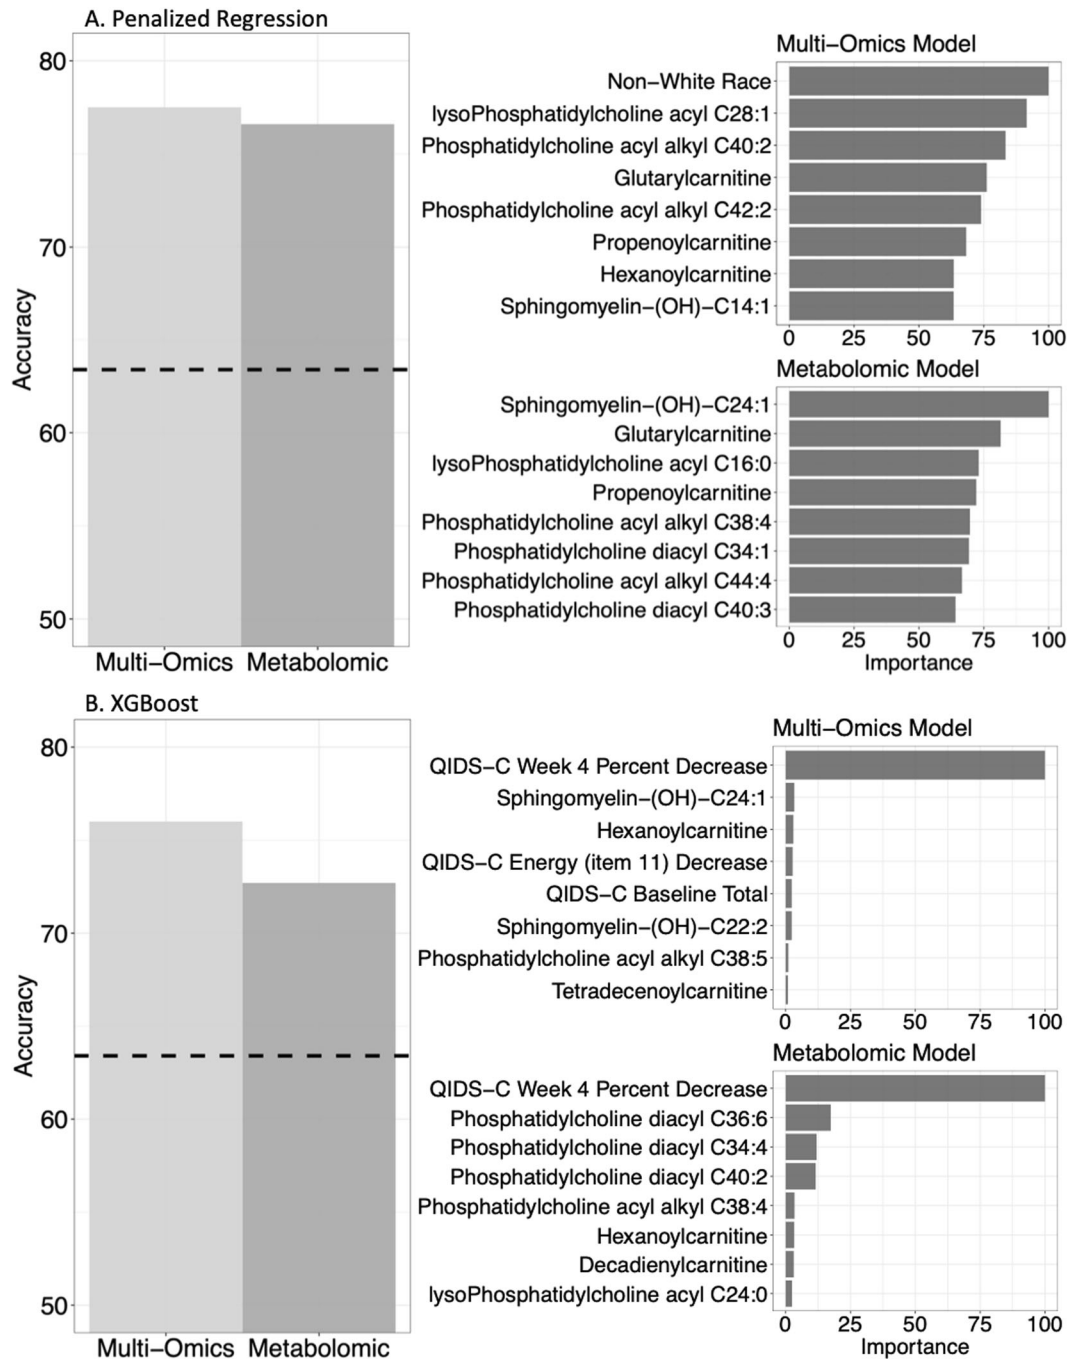 A. Penalized Regression
80
70
60
50
Accuracy
Multi−Omics Metabolomic
Multi−Omics Model
Non−White Race
lysoPhosphatidylcholine acyl C28:1
Phosphatidylcholine acyl alkyl C40:2
Glutarylcarnitine
Phosphatidylcholine acyl alkyl C42:2
Propenoylcarnitine
Hexanoylcarnitine
Sphingomyelin−(OH)−C14:1
0 25 50 75 100
Metabolomic Model
Sphingomyelin−(OH)−C24:1
Glutarylcarnitine
lysoPhosphatidylcholine acyl C16:0
Propenoylcarnitine
Phosphatidylcholine acyl alkyl C38:4
Phosphatidylcholine diacyl C34:1
Phosphatidylcholine acyl alkyl C44:4
Phosphatidylcholine diacyl C40:3
0 25 50 75 100
Importance
B. XGBoost
80
70
60
50
Accuracy
Multi−Omics Metabolomic
Multi−Omics Model
QIDS−C Week 4 Percent Decrease
Sphingomyelin−(OH)−C24:1
Hexanoylcarnitine
QIDS−C Energy (item 11) Decrease
QIDS−C Baseline Total
Sphingomyelin−(OH)−C22:2
Phosphatidylcholine acyl alkyl C38:5
Tetradecenoylcarnitine
0 25 50 75 100
Metabolomic Model
QIDS−C Week 4 Percent Decrease
Phosphatidylcholine diacyl C36:6
Phosphatidylcholine diacyl C34:4
Phosphatidylcholine diacyl C40:2
Phosphatidylcholine acyl alkyl C38:4
Hexanoylcarnitine
Decadienylcarnitine
lysoPhosphatidylcholine acyl C24:0
0 25 50 75 100
Importance